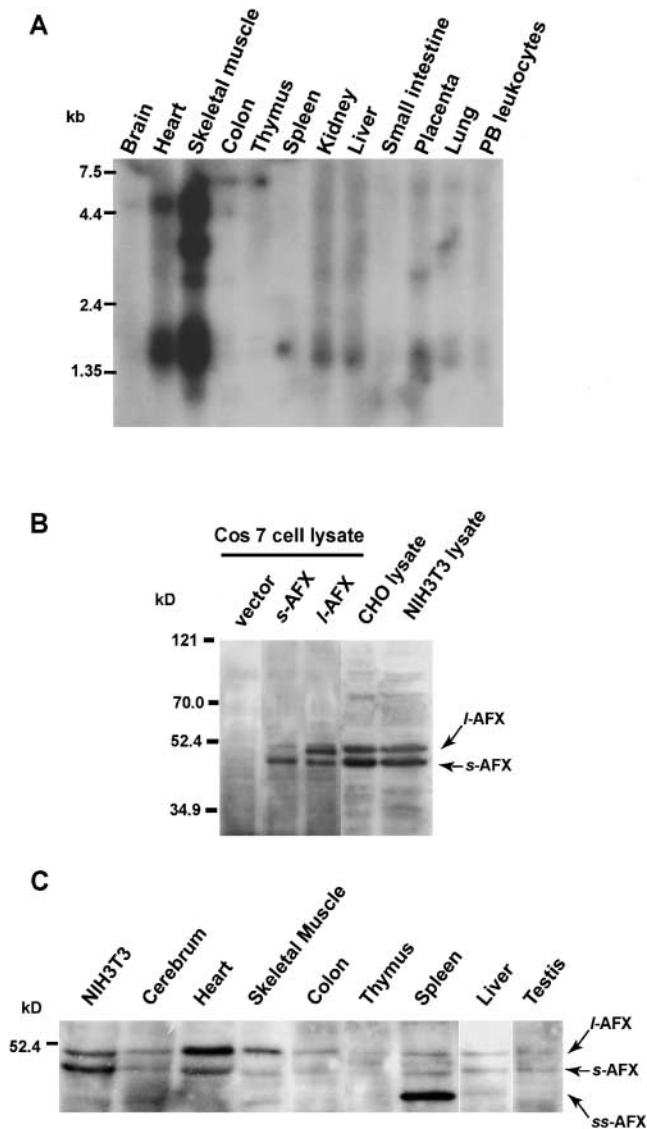 A
kb
Brain
Heart
Skeletal muscle
Colon
Thymus
Spleen
Kidney
Liver
Small intestine
Placenta
Lung
PB leukocytes
7.5
4.4
2.4
1.35
B
Cos 7 cell lysate
kD
vector
s-AFX
l-AFX
CHO lysate
NIH3T3 lysate
121
70.0
52.4
34.9
l-AFX
s-AFX
C
kD
NIH3T3
Cerebrum
Heart
Skeletal Muscle
Colon
Thymus
Spleen
Liver
Testis
52.4
l-AFX
s-AFX
ss-AFX